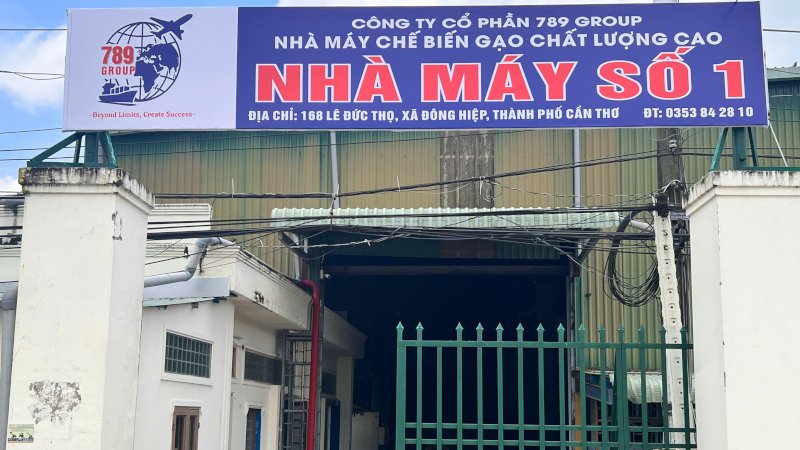 789
GROUP
-Beyond Limits, Create Success-
CÔNG TY CỔ PHẦN 789 GROUP
NHÀ MÁY CHẾ BIẾN GẠO CHẤT LƯỢNG CAO
NHÀ MÁY SỐ 1
ĐỊA CHỈ: 168 LÊ ĐỨC THỌ, XÃ ĐÔNG HIỆP, THÀNH PHỐ CẦN THƠ ĐT: 0353 84 28 10